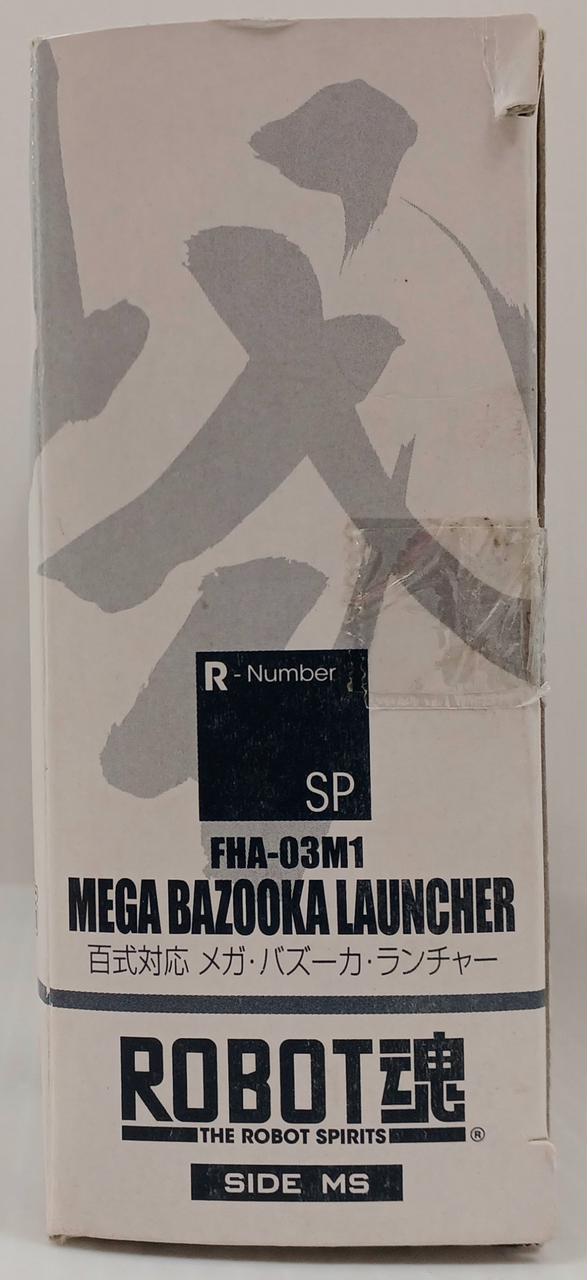 R - Number
SP
FHA-03M1
MEGA BAZOOKA LAUNCHER
百式対応 メガ・バズーカ・ランチャー
ROBOT魂
THE ROBOT SPIRITS ®
SIDE MS